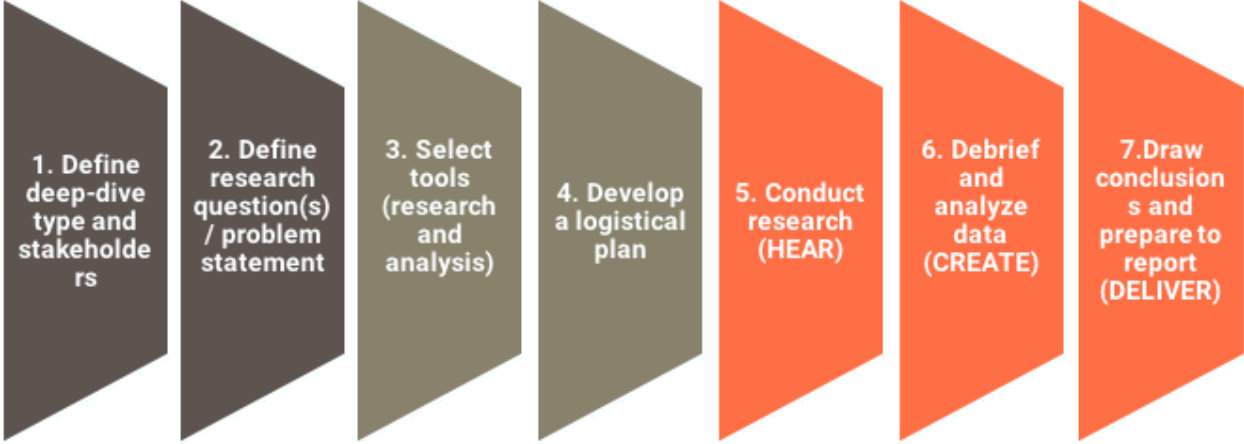 1. Define
deep-dive
type and
stakeholde
rs
2. Define
research
question(s)
/ problem
statement
3. Select
tools
(research
and
analysis)
4. Develop
a logistical
plan
5. Conduct
research
(HEAR)
6. Debrief
and
analyze
data
(CREATE)
7.Draw
conclusion
s and
prepare to
report
(DELIVER)